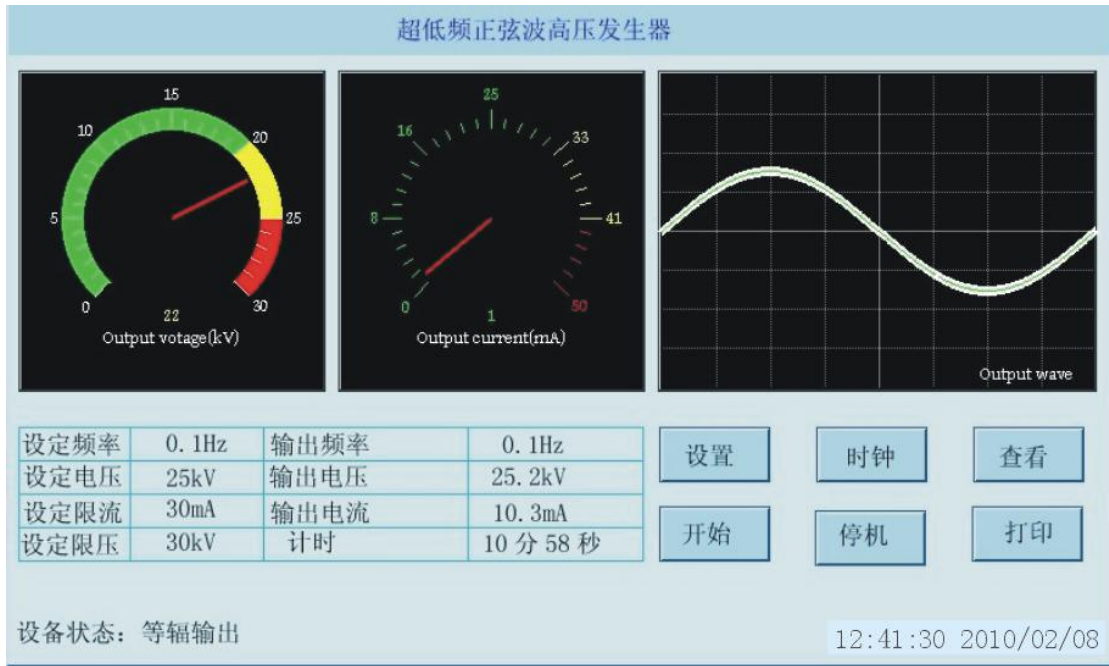 超低频正弦波高压发生器
0 5 10 15 20 25 30
22
Output votage(kV)
0 8 16 25 33 41 50
1
Output current(mA)
Output wave
设定频率 0.1Hz 输出频率 0.1Hz
设定电压 25kV 输出电压 25.2kV
设定限流 30mA 输出电流 10.3mA
设定限压 30kV 计时 10分58秒
设置 时钟 查看
开始 停机 打印
设备状态：等辐输出
12:41:30 2010/02/08